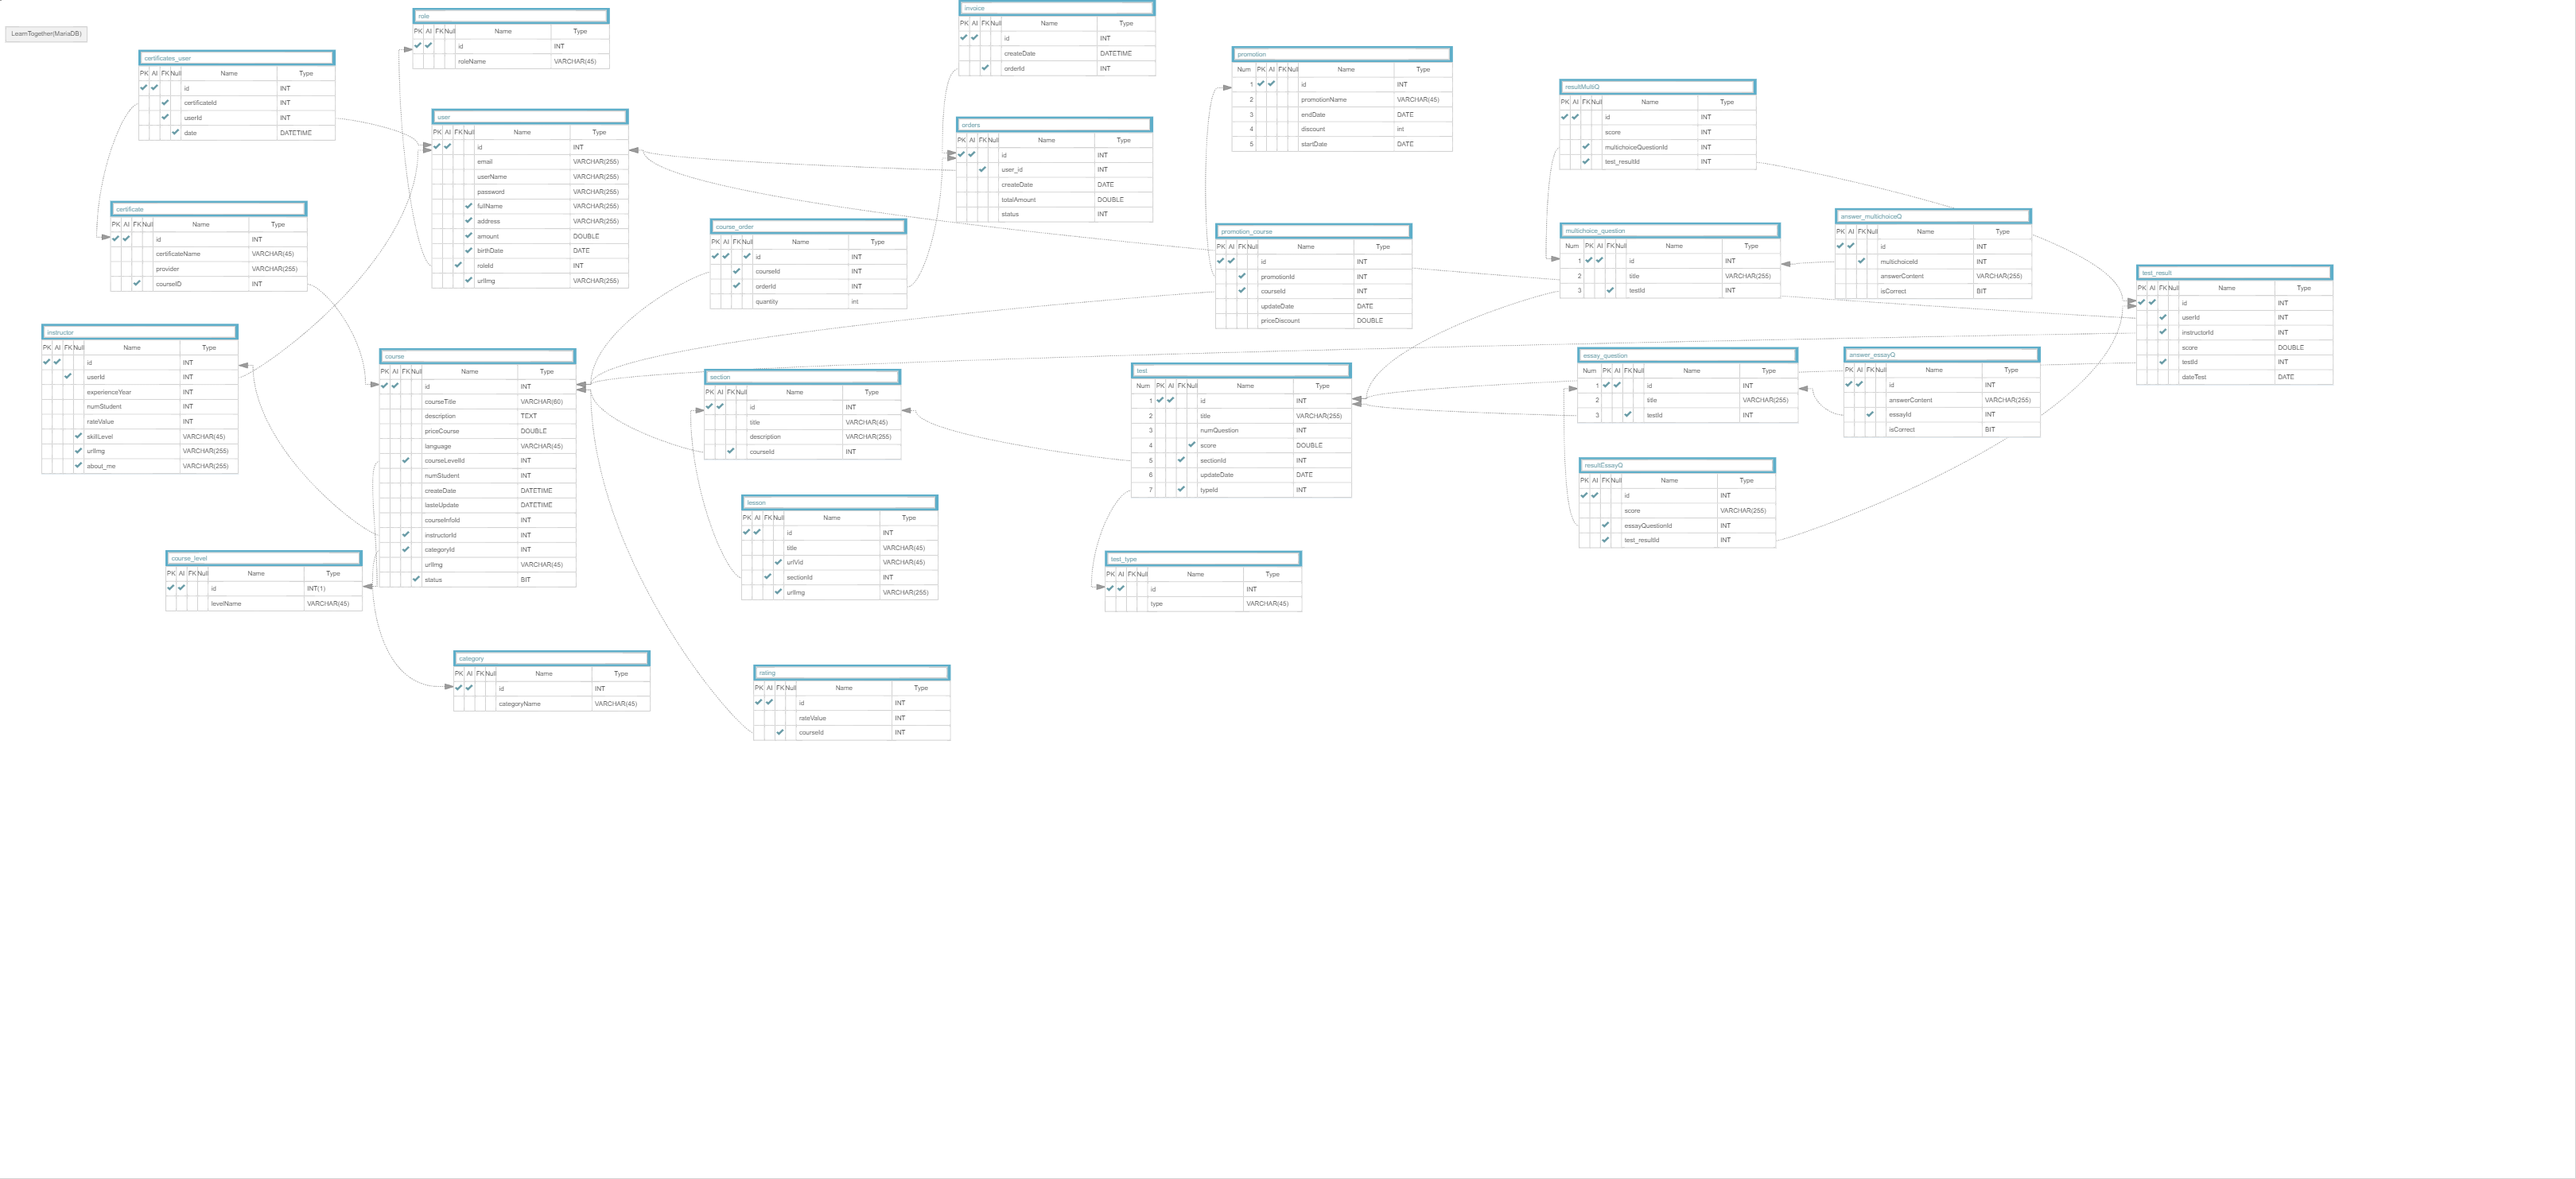 LearnTogether(MariaDB)
role
PK AI FK Null Name Type
id INT
roleName VARCHAR(45)
invoice
PK AI FK Null Name Type
id INT
createDate DATETIME
orderId INT
certificates_user
PK AI FK Null Name Type
id INT
certificateId INT
userId INT
date DATETIME
promotion
Num PK AI FK Null Name Type
1 id INT
2 promotionName VARCHAR(45)
3 endDate DATE
4 discount int
5 startDate DATE
resultMultiQ
PK AI FK Null Name Type
id INT
score INT
multichoiceQuestionId INT
test_resultId INT
user
PK AI FK Null Name Type
id INT
email VARCHAR(255)
userName VARCHAR(255)
password VARCHAR(255)
fullName VARCHAR(255)
address VARCHAR(255)
amount DOUBLE
birthDate DATE
roleId INT
urlImg VARCHAR(255)
orders
PK AI FK Null Name Type
id INT
user_id INT
createDate DATE
totalAmount DOUBLE
status INT
certificate
PK AI FK Null Name Type
id INT
certificateName VARCHAR(45)
provider VARCHAR(255)
courseID INT
course_order
PK AI FK Null Name Type
id INT
courseId INT
orderId INT
quantity int
promotion_course
PK AI FK Null Name Type
id INT
promotionId INT
courseId INT
updateDate DATE
priceDiscount DOUBLE
multichoice_question
Num PK AI FK Null Name Type
1 id INT
2 title VARCHAR(255)
3 testId INT
answer_multichoiceQ
PK AI FK Null Name Type
id INT
multichoiceId INT
answerContent VARCHAR(255)
isCorrect BIT
test_result
PK AI FK Null Name Type
id INT
userId INT
instructorId INT
score DOUBLE
testId INT
dateTest DATE
instructor
PK AI FK Null Name Type
id INT
userId INT
experienceYear INT
numStudent INT
rateValue INT
skillLevel VARCHAR(45)
urlImg VARCHAR(255)
about_me VARCHAR(255)
course
PK AI FK Null Name Type
id INT
courseTitle VARCHAR(60)
description TEXT
priceCourse DOUBLE
language VARCHAR(45)
courseLevelId INT
numStudent INT
createDate DATETIME
lasteUpdate DATETIME
courseInfoId INT
instructorId INT
categoryId INT
urlImg VARCHAR(45)
status BIT
section
PK AI FK Null Name Type
id INT
title VARCHAR(45)
description VARCHAR(255)
courseId INT
test
Num PK AI FK Null Name Type
1 id INT
2 title VARCHAR(255)
3 numQuestion INT
4 score DOUBLE
5 sectionId INT
6 updateDate DATE
7 typeId INT
essay_question
Num PK AI FK Null Name Type
1 id INT
2 title VARCHAR(255)
3 testId INT
answer_essayQ
PK AI FK Null Name Type
id INT
answerContent VARCHAR(255)
essayId INT
isCorrect BIT
resultEssayQ
PK AI FK Null Name Type
id INT
score VARCHAR(255)
essayQuestionId INT
test_resultId INT
lesson
PK AI FK Null Name Type
id INT
title VARCHAR(45)
urlVid VARCHAR(45)
sectionId INT
urlImg VARCHAR(255)
course_level
PK AI FK Null Name Type
id INT(1)
levelName VARCHAR(45)
test_type
PK AI FK Null Name Type
id INT
type VARCHAR(45)
category
PK AI FK Null Name Type
id INT
categoryName VARCHAR(45)
rating
PK AI FK Null Name Type
id INT
rateValue INT
courseId INT